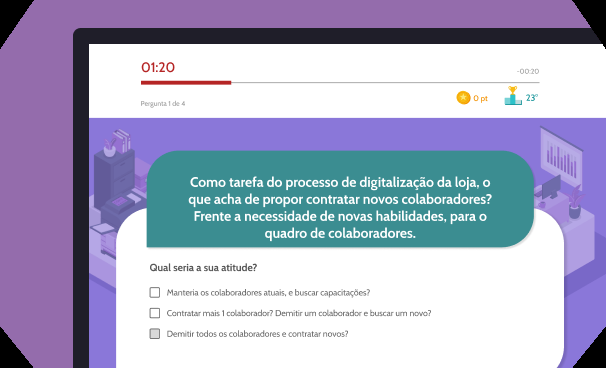 01:20
-00:20
Pergunta 1 de 4
0 pt
23°
Como tarefa do processo de digitalização da loja, o
que acha de propor contratar novos colaboradores?
Frente a necessidade de novas habilidades, para o
quadro de colaboradores.
Qual seria a sua atitude?
Manteria os colaboradores atuais, e buscar capacitações?
Contratar mais 1 colaborador? Demitir um colaborador e buscar um novo?
Demitir todos os colaboradores e contratar novos?